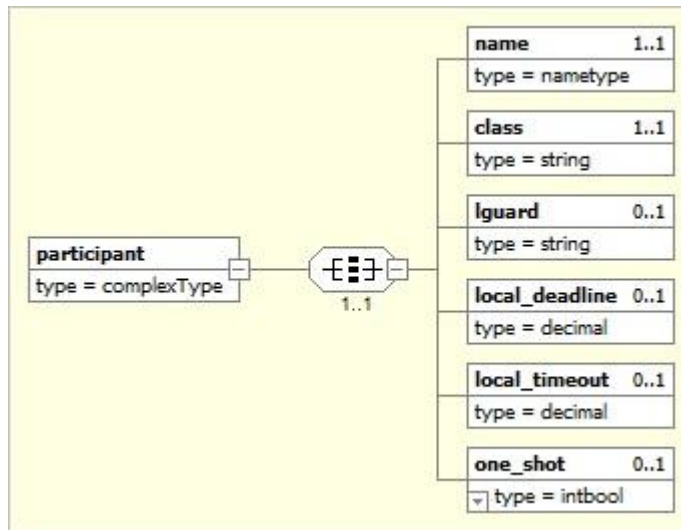 name 1..1
type = nametype
class 1..1
type = string
lguard 0..1
type = string
participant
type = complexType
1..1
local_deadline 0..1
type = decimal
local_timeout 0..1
type = decimal
one_shot 0..1
type = intbool